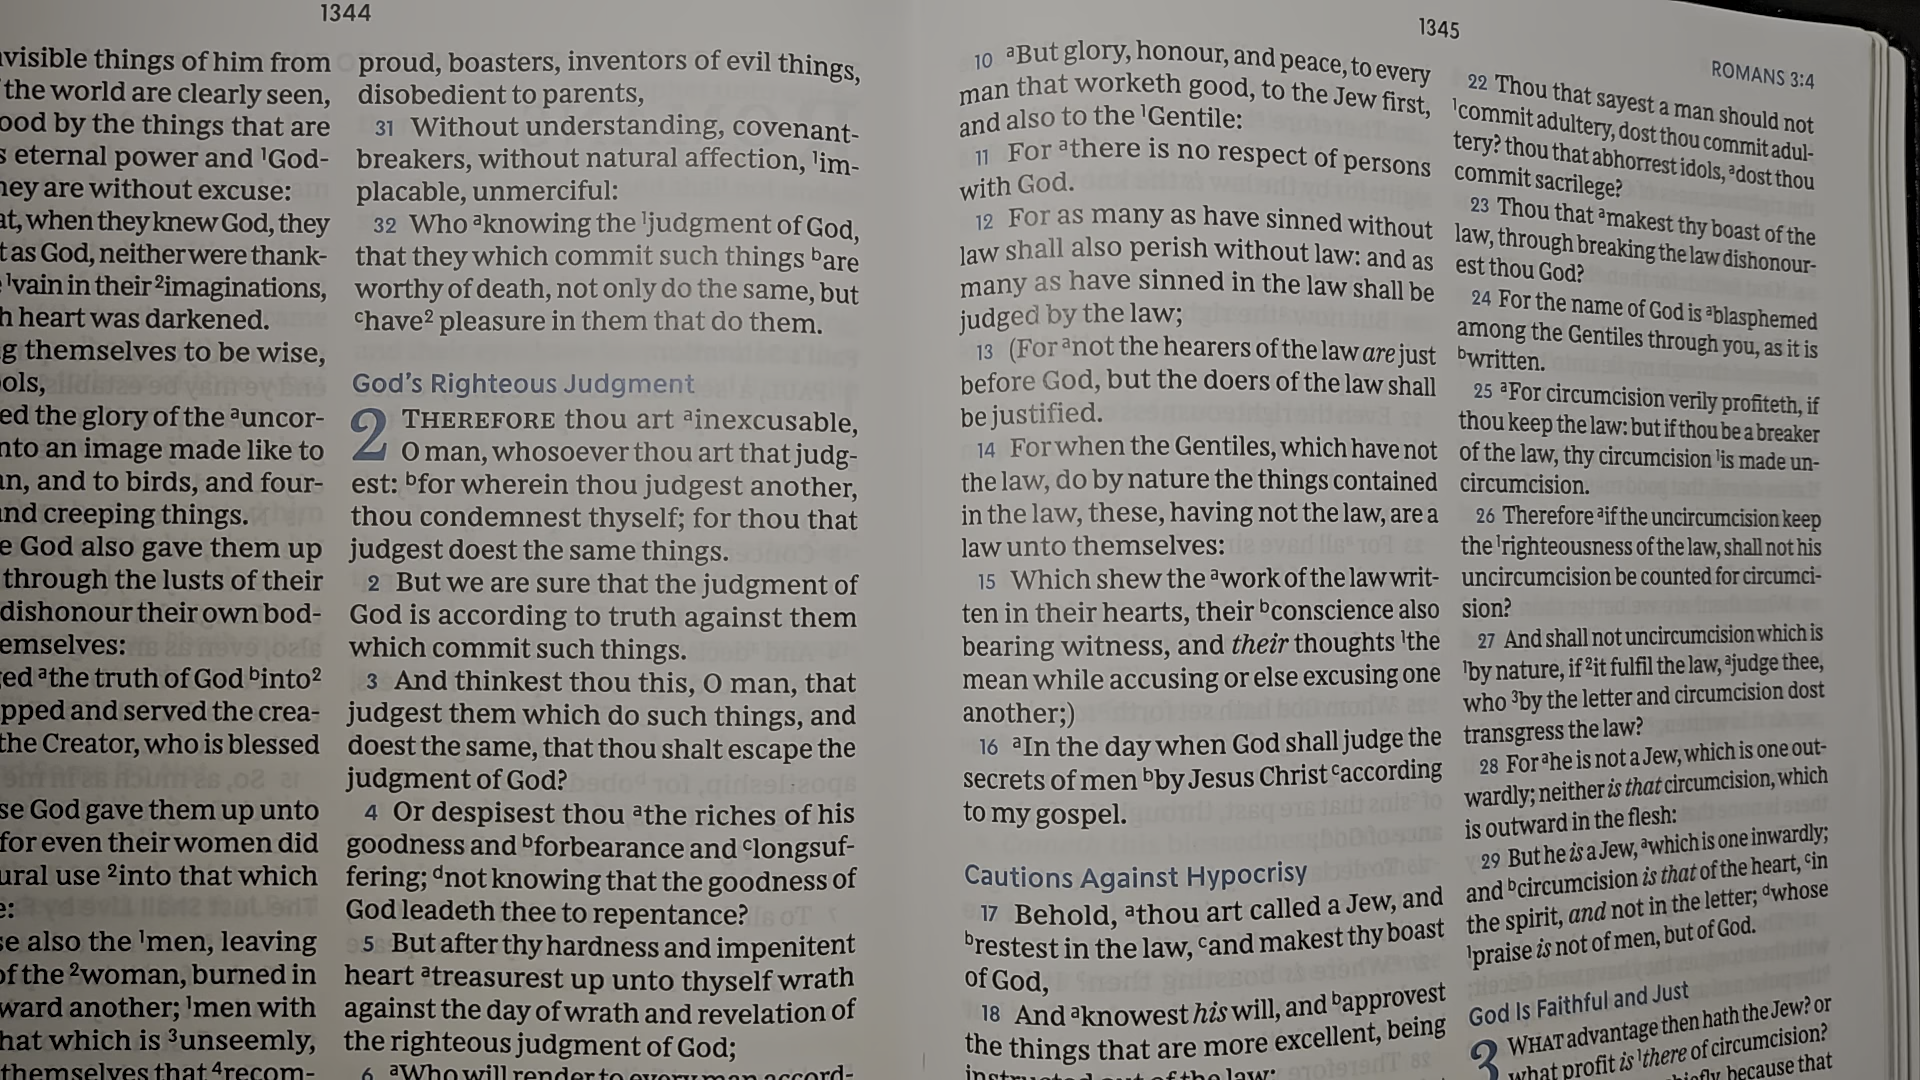 1344
visible things of him from
the world are clearly seen,
ood by the things that are
s eternal power and ¹God-
hey are without excuse:
at, when they knew God, they
t as God, neither were thank-
¹vain in their ²imaginations,
h heart was darkened.
g themselves to be wise,
ols,
ed the glory of the ᵃuncor-
nto an image made like to
an, and to birds, and four-
and creeping things.
e God also gave them up
through the lusts of their
dishonour their own bod-
emselves:
ed ᵃthe truth of God ᵇinto²
pped and served the crea-
the Creator, who is blessed
se God gave them up unto
for even their women did
ural use ²into that which
e:
se also the ¹men, leaving
of the ²woman, burned in
ward another; ¹men with
hat which is ³unseemly,
themselves that ⁴recom-
proud, boasters, inventors of evil things,
disobedient to parents,
31 Without understanding, covenant-
breakers, without natural affection, ¹im-
placable, unmerciful:
32 Who ᵃknowing the ¹judgment of God,
that they which commit such things ᵇare
worthy of death, not only do the same, but
ᶜhave² pleasure in them that do them.
God's Righteous Judgment
2 THEREFORE thou art ᵃinexcusable,
O man, whosoever thou art that judg-
est: ᵇfor wherein thou judgest another,
thou condemnest thyself; for thou that
judgest doest the same things.
2 But we are sure that the judgment of
God is according to truth against them
which commit such things.
3 And thinkest thou this, O man, that
judgest them which do such things, and
doest the same, that thou shalt escape the
judgment of God?
4 Or despisest thou ᵃthe riches of his
goodness and ᵇforbearance and ᶜlongsuf-
fering; ᵈnot knowing that the goodness of
God leadeth thee to repentance?
5 But after thy hardness and impenitent
heart ᵃtreasurest up unto thyself wrath
against the day of wrath and revelation of
the righteous judgment of God;
6 ᵃWho will render to every man accord-
1345
ROMANS 3:4
10 ᵃBut glory, honour, and peace, to every
man that worketh good, to the Jew first,
and also to the ¹Gentile:
11 For ᵃthere is no respect of persons
with God.
12 For as many as have sinned without
law shall also perish without law: and as
many as have sinned in the law shall be
judged by the law;
13 (For ᵃnot the hearers of the law are just
before God, but the doers of the law shall
be justified.
14 For when the Gentiles, which have not
the law, do by nature the things contained
in the law, these, having not the law, are a
law unto themselves:
15 Which shew the ᵃwork of the law writ-
ten in their hearts, their ᵇconscience also
bearing witness, and their thoughts ¹the
mean while accusing or else excusing one
another;)
16 ᵃIn the day when God shall judge the
secrets of men ᵇby Jesus Christ ᶜaccording
to my gospel.
Cautions Against Hypocrisy
17 Behold, ᵃthou art called a Jew, and
ᵇrestest in the law, ᶜand makest thy boast
of God,
18 And ᵃknowest his will, and ᵇapprovest
the things that are more excellent, being
instructed out of the law;
22 Thou that sayest a man should not
¹commit adultery, dost thou commit adul-
tery? thou that abhorrest idols, ᵃdost thou
commit sacrilege?
23 Thou that ᵃmakest thy boast of the
law, through breaking the law dishonour-
est thou God?
24 For the name of God is ᵃblasphemed
among the Gentiles through you, as it is
ᵇwritten.
25 ᵃFor circumcision verily profiteth, if
thou keep the law: but if thou be a breaker
of the law, thy circumcision ¹is made un-
circumcision.
26 Therefore ᵃif the uncircumcision keep
the ¹righteousness of the law, shall not his
uncircumcision be counted for circumci-
sion?
27 And shall not uncircumcision which is
¹by nature, if ²it fulfil the law, ᵃjudge thee,
who ³by the letter and circumcision dost
transgress the law?
28 For ᵃhe is not a Jew, which is one out-
wardly; neither is that circumcision, which
is outward in the flesh:
29 But he is a Jew, ᵃwhich is one inwardly;
and ᵇcircumcision is that of the heart, ᶜin
the spirit, and not in the letter; ᵈwhose
¹praise is not of men, but of God.
God Is Faithful and Just
3 WHAT advantage then hath the Jew? or
what profit is ¹there of circumcision?
because that